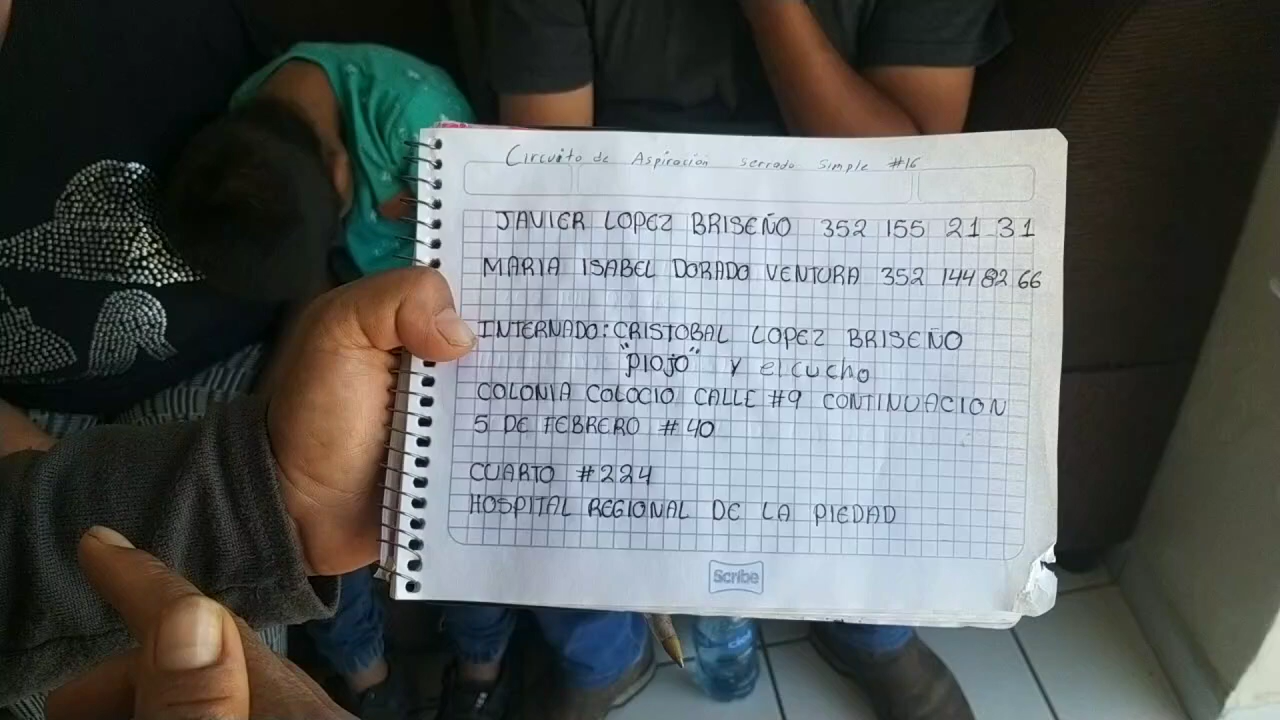 Circuito de Aspiración serrado simple #16
JAVIER LOPEZ BRISEÑO 352 155 21 31
MARIA ISABEL DORADO VENTURA 352 144 82 66
INTERNADO: CRISTOBAL LOPEZ BRISEÑO
"PIOJO" y el cucho
COLONIA COLOCIO CALLE #9 CONTINUACION
5 DE FEBRERO #40
CUARTO #224
HOSPITAL REGIONAL DE LA PIEDAD
Scribe